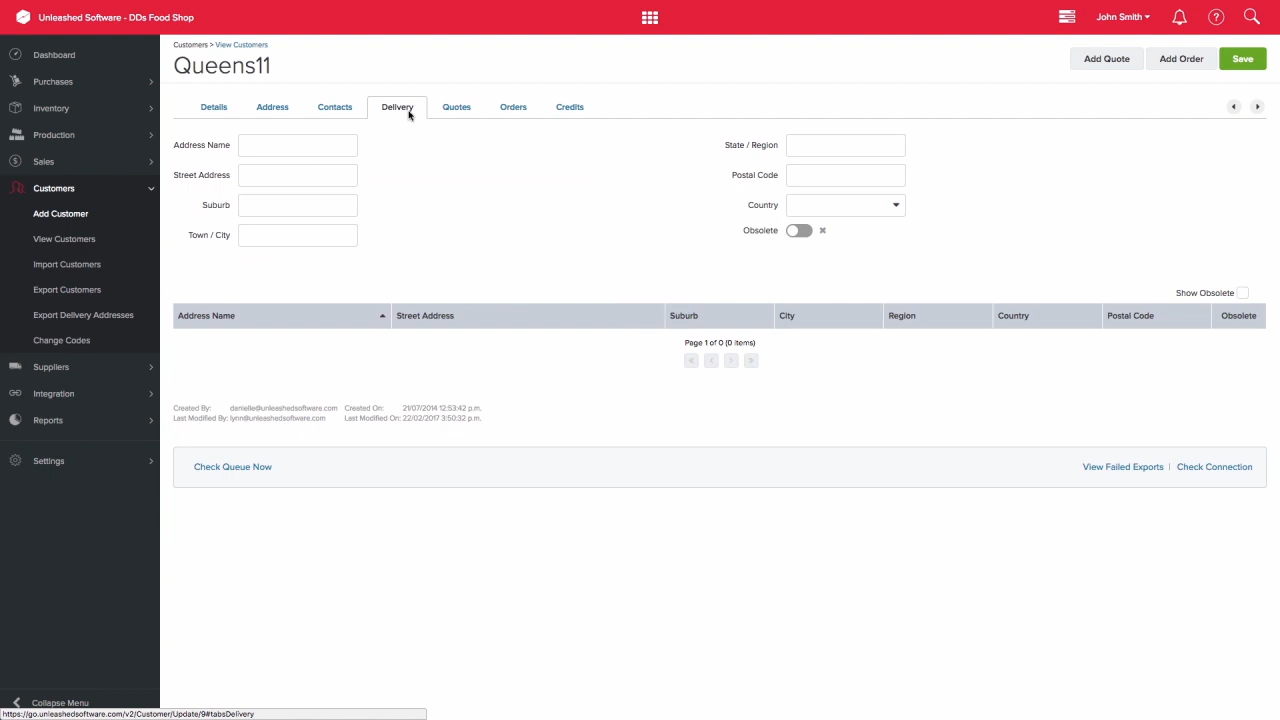 Unleashed Software - DDs Food Shop
John Smith
?
Dashboard
Purchases
Inventory
Production
Sales
Customers
Add Customer
View Customers
Import Customers
Export Customers
Export Delivery Addresses
Change Codes
Suppliers
Integration
Reports
Settings
Collapse Menu
Customers > View Customers
Queens11
Add Quote
Add Order
Save
Details
Address
Contacts
Delivery
Quotes
Orders
Credits
Address Name
Street Address
Suburb
Town / City
State / Region
Postal Code
Country
Obsolete
Show Obsolete
Address Name Street Address Suburb City Region Country Postal Code Obsolete
Page 1 of 0 (0 items)
Created By: danielle@unleashedsoftware.com Created On: 21/07/2014 12:53:42 p.m.
Last Modified By: lynn@unleashedsoftware.com Last Modified On: 22/02/2017 3:50:32 p.m.
Check Queue Now
View Failed Exports | Check Connection
https://go.unleashedsoftware.com/v2/Customer/Update/9#tabsDelivery